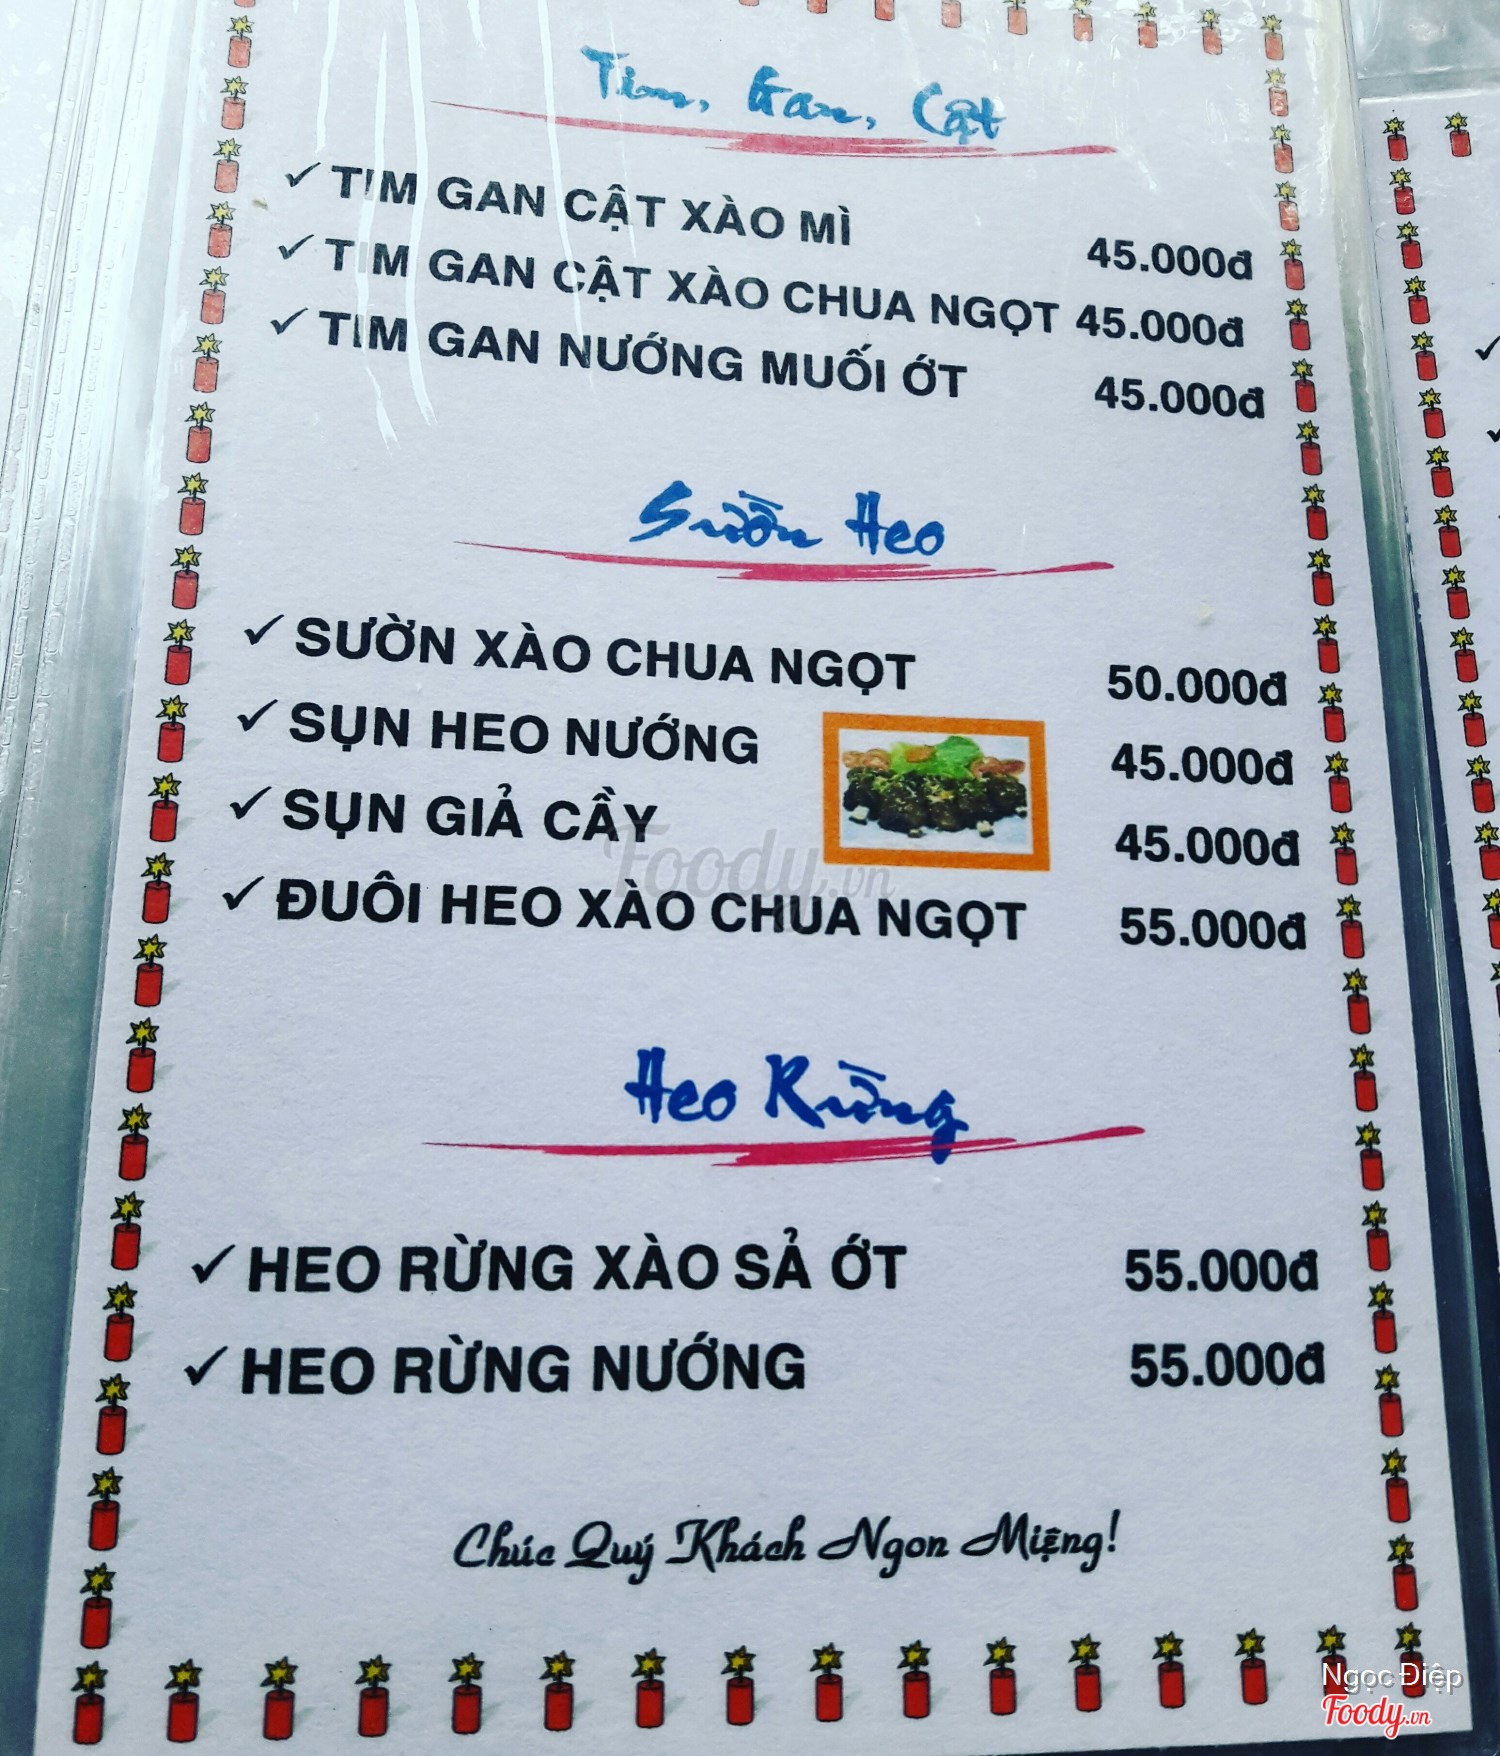 Tim, Gan, Cật
✓ TIM GAN CẬT XÀO MÌ 45.000đ
✓ TIM GAN CẬT XÀO CHUA NGỌT 45.000đ
✓ TIM GAN NƯỚNG MUỐI ỚT 45.000đ
Sườn Heo
✓ SƯỜN XÀO CHUA NGỌT 50.000đ
✓ SỤN HEO NƯỚNG 45.000đ
✓ SỤN GIẢ CẦY 45.000đ
Foody.vn
✓ ĐUÔI HEO XÀO CHUA NGỌT 55.000đ
Heo Rừng
✓ HEO RỪNG XÀO SẢ ỚT 55.000đ
✓ HEO RỪNG NƯỚNG 55.000đ
Chúc Quý Khách Ngon Miệng!
Ngọc Điệp
Foody.vn